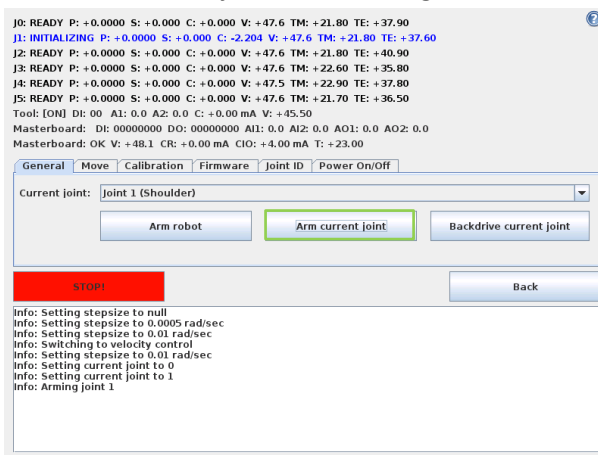 J0: READY P: +0.0000 S: +0.000 C: +0.000 V: +47.6 TM: +21.80 TE: +37.90
J1: INITIALIZING P: +0.0000 S: +0.000 C: -2.204 V: +47.6 TM: +21.80 TE: +37.60
J2: READY P: +0.0000 S: +0.000 C: +0.000 V: +47.6 TM: +21.80 TE: +40.90
J3: READY P: +0.0000 S: +0.000 C: +0.000 V: +47.6 TM: +22.60 TE: +35.80
J4: READY P: +0.0000 S: +0.000 C: +0.000 V: +47.5 TM: +22.90 TE: +37.80
J5: READY P: +0.0000 S: +0.000 C: +0.000 V: +47.6 TM: +21.70 TE: +36.50
Tool: [ON] DI: 00 A1: 0.0 A2: 0.0 C: +0.00 mA V: +45.50
Masterboard: DI: 00000000 DO: 00000000 AI1: 0.0 AI2: 0.0 AO1: 0.0 AO2: 0.0
Masterboard: OK V: +48.1 CR: +0.00 mA CIO: +4.00 mA T: +23.00
General Move Calibration Firmware Joint ID Power On/Off
Current joint: Joint 1 (Shoulder)
Arm robot Arm current joint Backdrive current joint
STOP! Back
Info: Setting stepsize to null
Info: Setting stepsize to 0.0005 rad/sec
Info: Setting stepsize to 0.01 rad/sec
Info: Switching to velocity control
Info: Setting stepsize to 0.01 rad/sec
Info: Setting current joint to 0
Info: Setting current joint to 1
Info: Arming joint 1